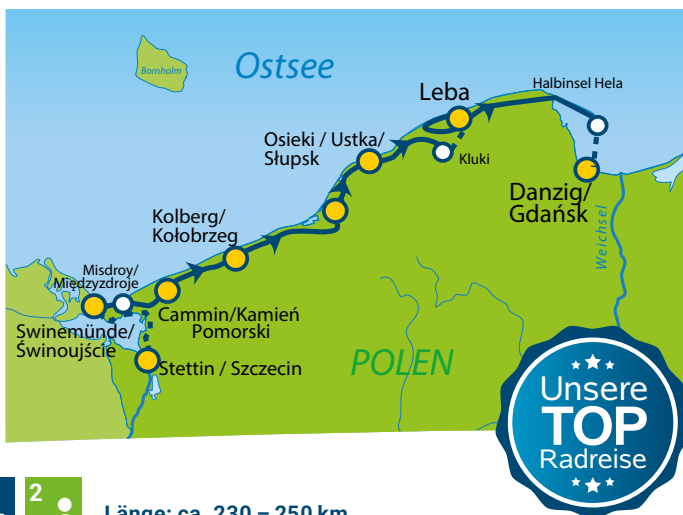 Bornholm
Ostsee
Halbinsel Hela
Leba
Osieki / Ustka/
Słupsk
Kluki
Danzig/
Gdańsk
Kolberg/
Kołobrzeg
Weichsel
Misdroy/
Międzyzdroje
Cammin/Kamień
Pomorski
Swinemünde/
Świnoujście
Stettin / Szczecin
POLEN
Unsere
TOP
Radreise
2
Länge: ca. 230 – 250 km